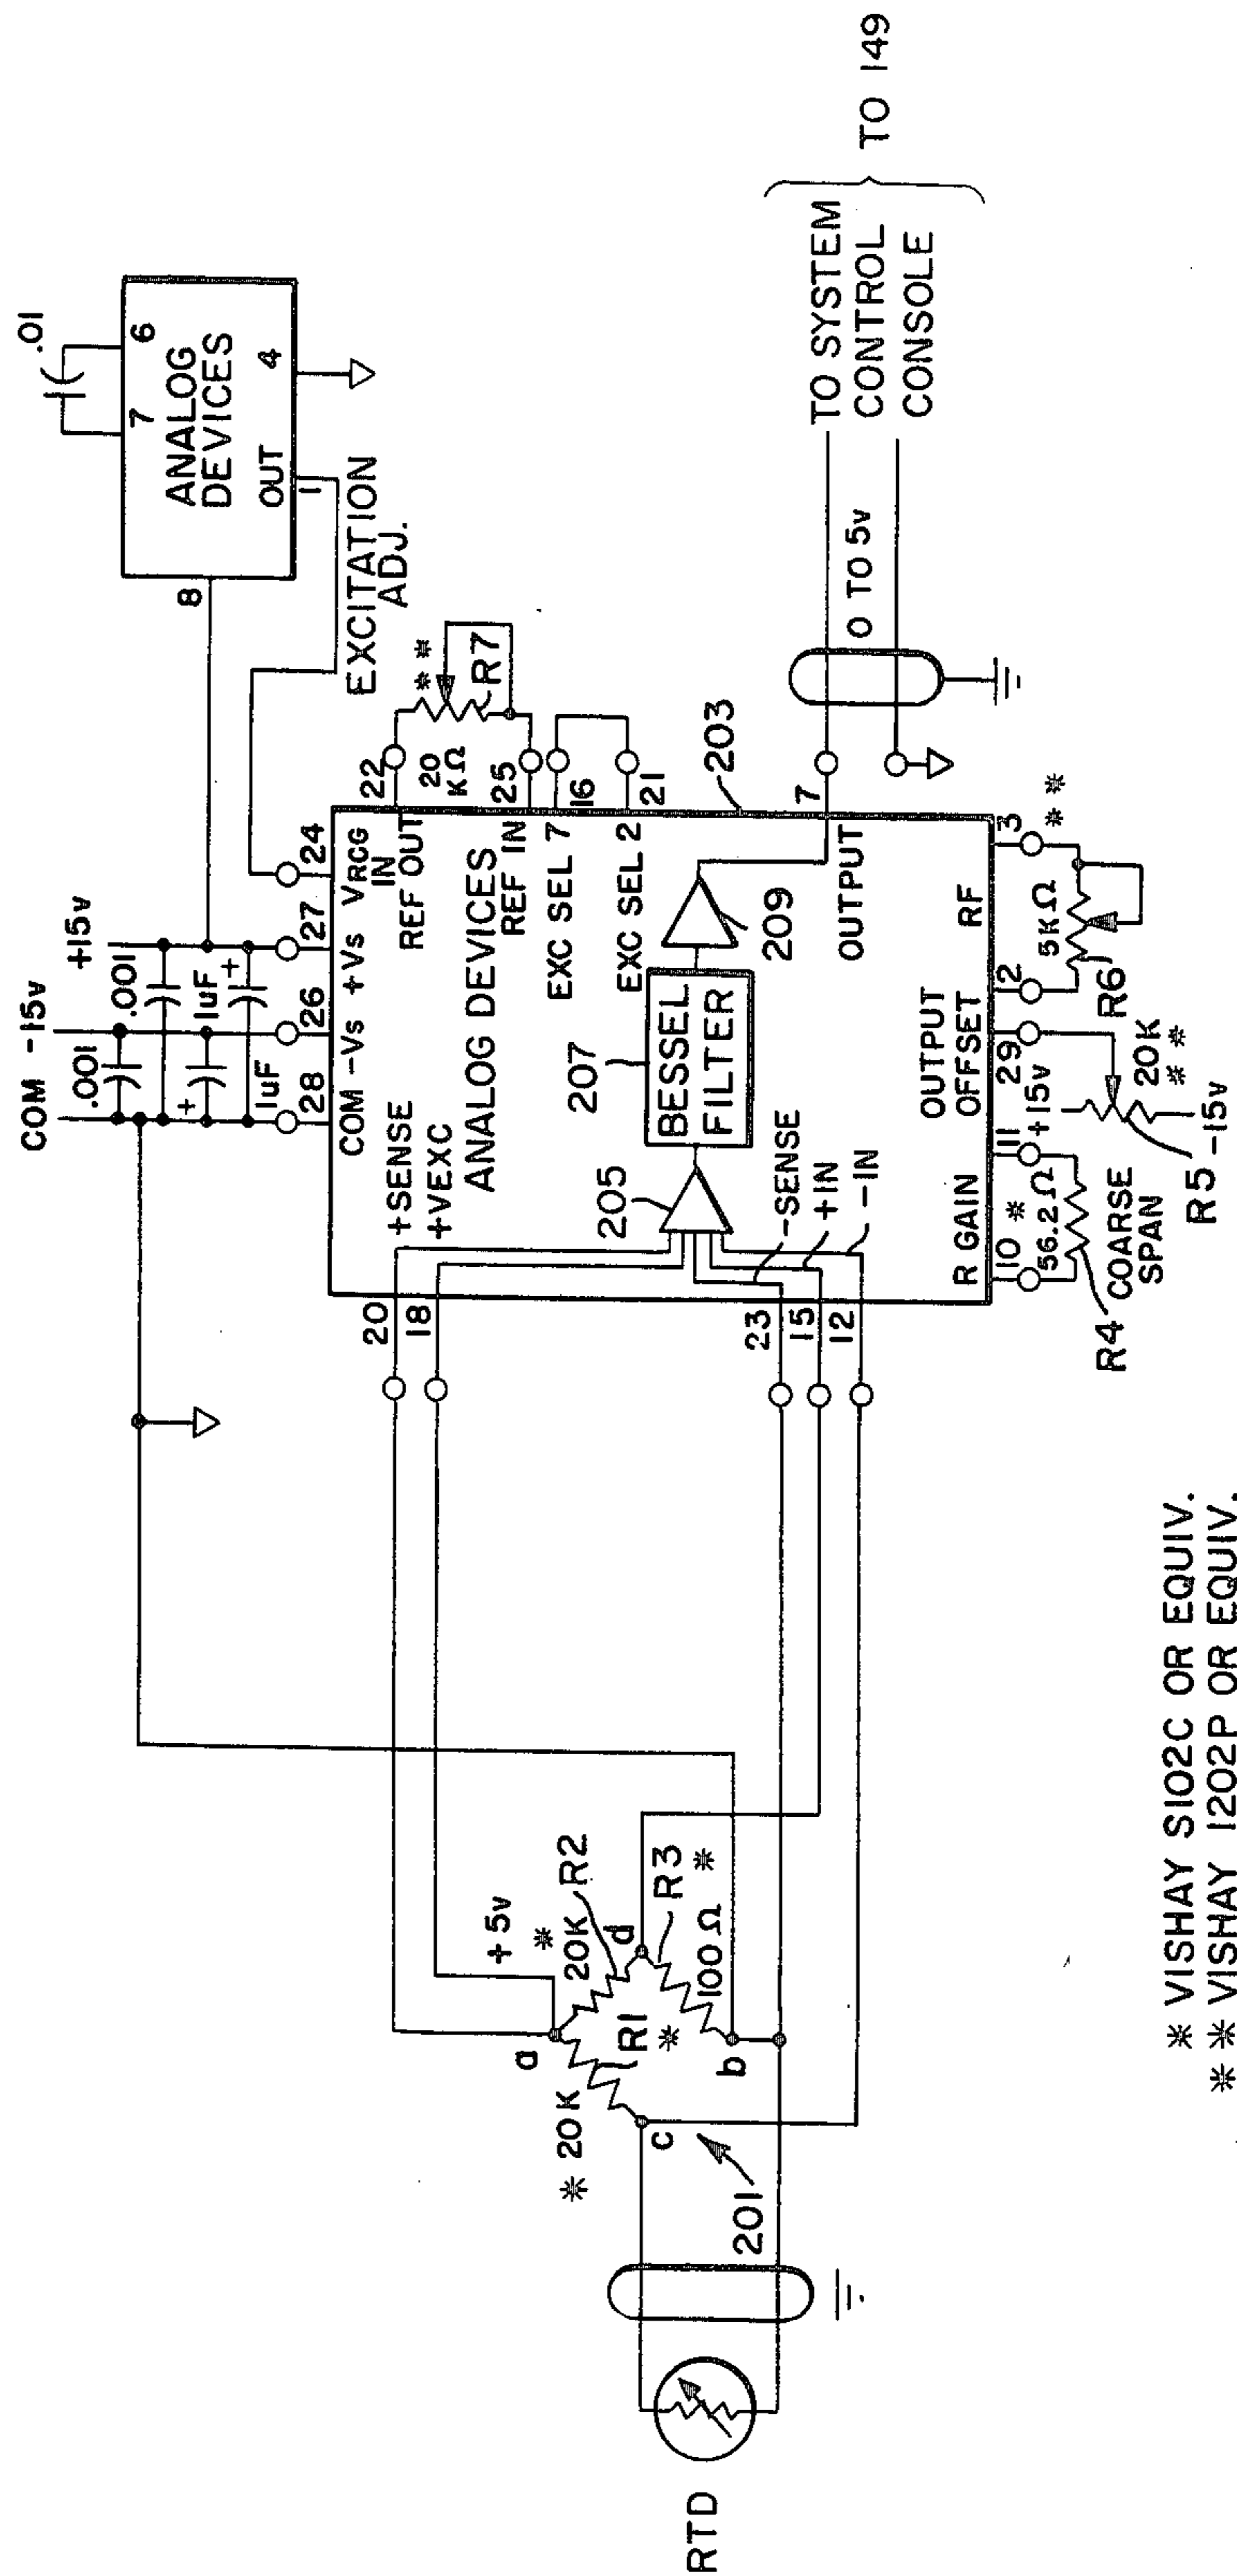 COM -15v
+15v
.001
.001
1uF
+
1uF
+
28
26
27
24
COM
-Vs
+Vs
VRCG
IN
8
ANALOG
DEVICES
7
6
.01
OUT
1
4
EXCITATION
ADJ.
20
18
+SENSE
+VEXC
ANALOG DEVICES
REF OUT
22
20
KΩ
**
R7
REF IN
25
EXC SEL 7
16
EXC SEL 2
21
203
205
207
BESSEL
FILTER
209
OUTPUT
7
0 TO 5v
TO SYSTEM
CONTROL
CONSOLE
TO 149
-SENSE
+IN
-IN
23
15
12
R GAIN
10
*
56.2Ω
11
R4
COARSE
SPAN
OUTPUT
OFFSET
29
+15v
20K
**
R5
-15v
RF
2
3
5KΩ
**
R6
+5v
a
*
20K
R2
d
* 20K
R1
*
100Ω
R3
*
b
c
201
RTD
* VISHAY S102C OR EQUIV.
** VISHAY 1202P OR EQUIV.